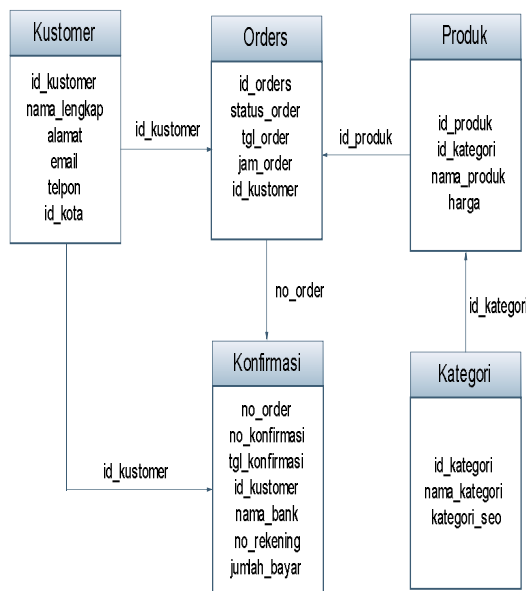 Kustomer
id_kustomer
nama_lengkap
alamat
email
telpon
id_kota
id_kustomer
Orders
id_orders
status_order
tgl_order
jam_order
id_kustomer
id_produk
Produk
id_produk
id_kategori
nama_produk
harga
no_order
id_kategori
Konfirmasi
no_order
no_konfirmasi
tgl_konfirmasi
id_kustomer
nama_bank
no_rekening
jumlah_bayar
id_kustomer
Kategori
id_kategori
nama_kategori
kategori_seo